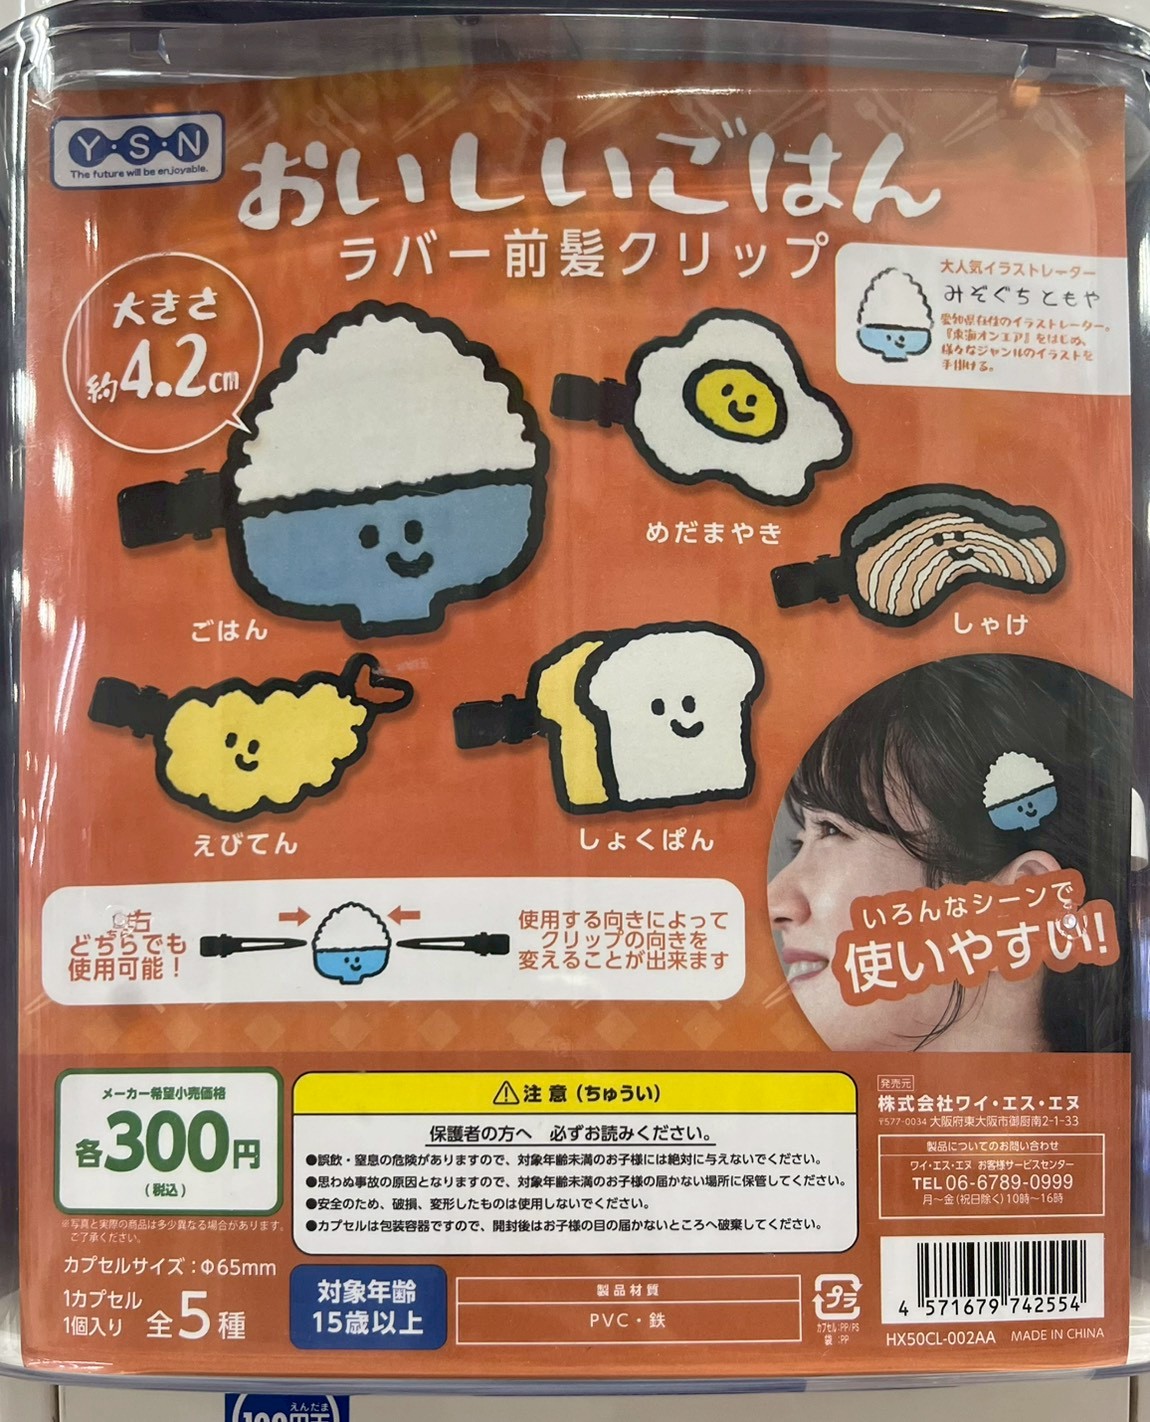 Y・S・N
The future will be enjoyable.
おいしいごはん
ラバー前髪クリップ
大きさ
約4.2cm
大人気イラストレーター
みぞぐちともや
愛知県在住のイラストレーター。
『東海オンエア』をはじめ、
様々なジャンルのイラストを
手掛ける。
めだまやき
しゃけ
ごはん
えびてん
しょくぱん
右
どちらでも
使用可能！
使用する向きによって
クリップの向きを
変えることが出来ます
いろんなシーンで
使いやすい!
メーカー希望小売価格
各300円
(税込)
※写真と実際の商品は多少異なる場合があります。
ご了承ください。
カプセルサイズ：Φ65mm
1カプセル
1個入り
全5種
⚠注意（ちゅうい）
保護者の方へ 必ずお読みください。
●誤飲・窒息の危険がありますので、対象年齢未満のお子様には絶対に与えないでください。
●思わぬ事故の原因となりますので、対象年齢未満のお子様の届かない場所に保管してください。
●安全のため、破損、変形したものは使用しないでください。
●カプセルは包装容器ですので、開封後はお子様の目の届かないところへ破棄してください。
対象年齢
15歳以上
製品材質
PVC・鉄
プラ
カプセル:PP/PS
袋:PP
発売元
株式会社ワイ・エス・エヌ
〒577-0034 大阪府東大阪市御厨南2-1-33
製品についてのお問い合わせ
ワイ・エス・エヌ お客様サービスセンター
TEL 06-6789-0999
月〜金(祝日除く)10時〜16時
4 571679 742554
HX50CL-002AA MADE IN CHINA
えんだま
100円玉